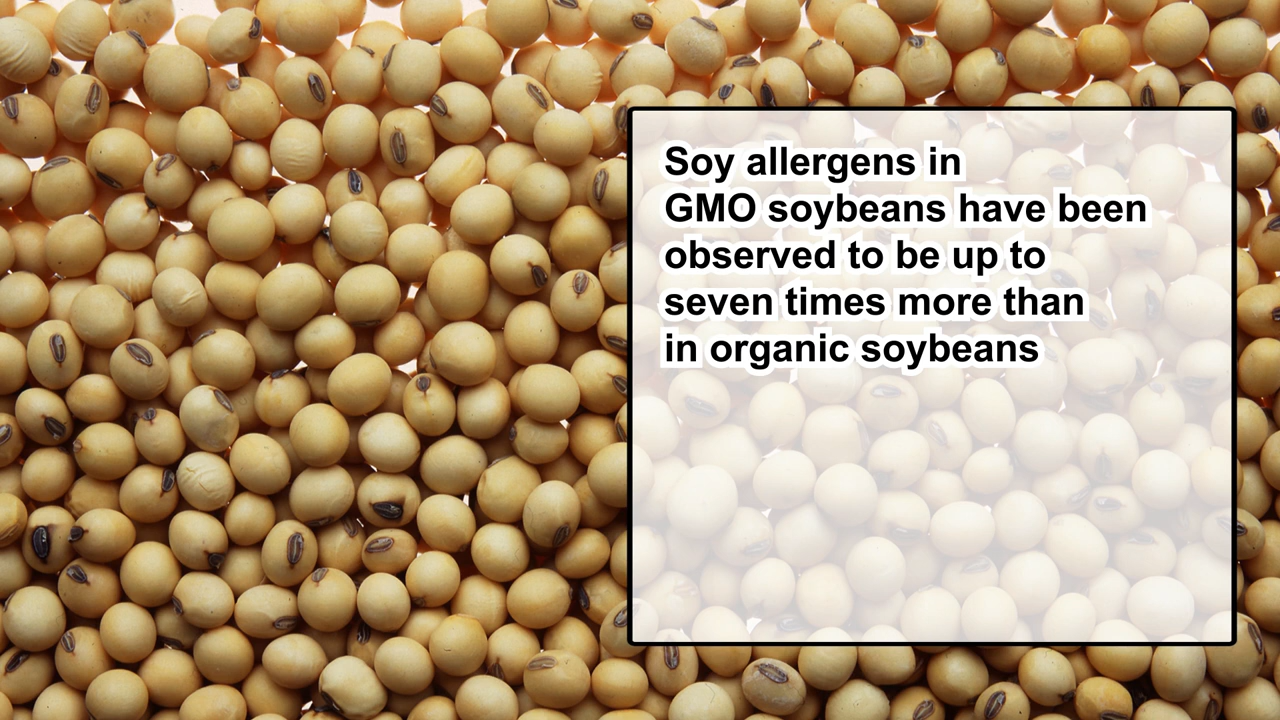 Soy allergens in
GMO soybeans have been
observed to be up to
seven times more than
in organic soybeans